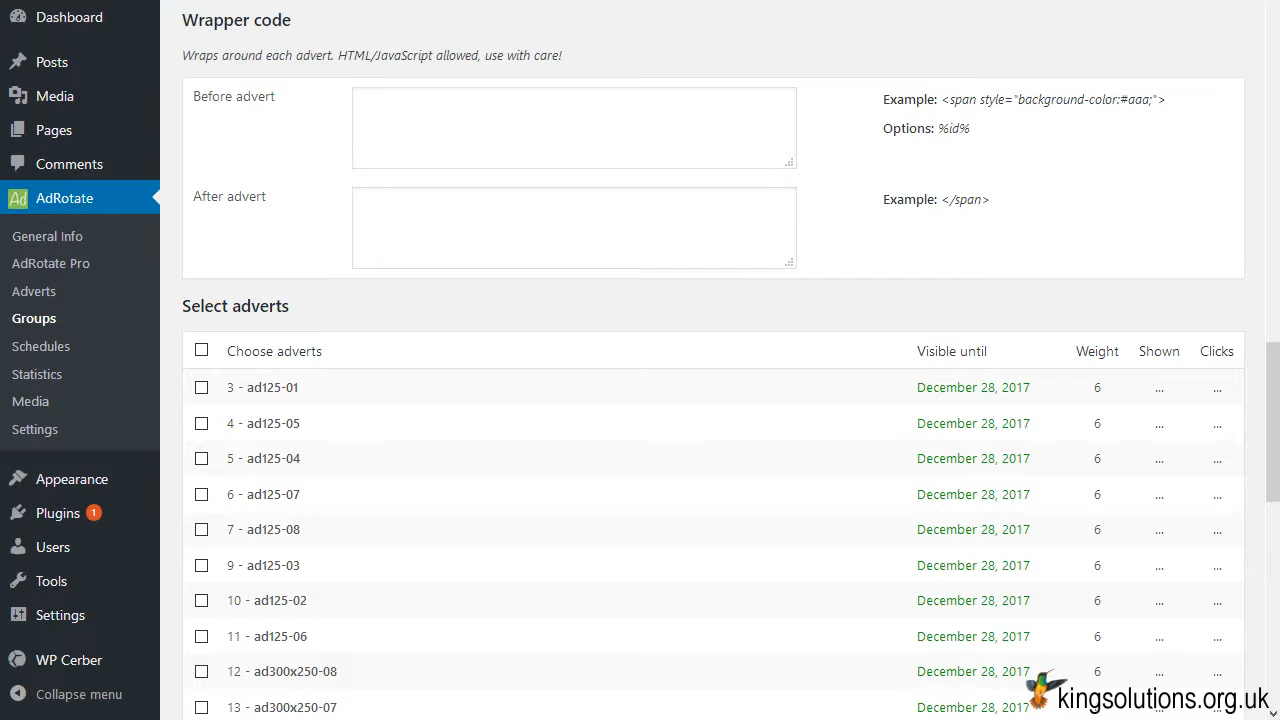 Dashboard
Posts
Media
Pages
Comments
Ad AdRotate
General Info
AdRotate Pro
Adverts
Groups
Schedules
Statistics
Media
Settings
Appearance
Plugins 1
Users
Tools
Settings
WP Cerber
Collapse menu
Wrapper code
Wraps around each advert. HTML/JavaScript allowed, use with care!
Before advert
Example: <span style="background-color:#aaa;">
Options: %id%
After advert
Example: </span>
Select adverts
Choose adverts Visible until Weight Shown Clicks
3 - ad125-01 December 28, 2017 6 ... ...
4 - ad125-05 December 28, 2017 6 ... ...
5 - ad125-04 December 28, 2017 6 ... ...
6 - ad125-07 December 28, 2017 6 ... ...
7 - ad125-08 December 28, 2017 6 ... ...
9 - ad125-03 December 28, 2017 6 ... ...
10 - ad125-02 December 28, 2017 6 ... ...
11 - ad125-06 December 28, 2017 6 ... ...
12 - ad300x250-08 December 28, 2017 6 ... ...
13 - ad300x250-07 December 28, 2017
kingsolutions.org.uk